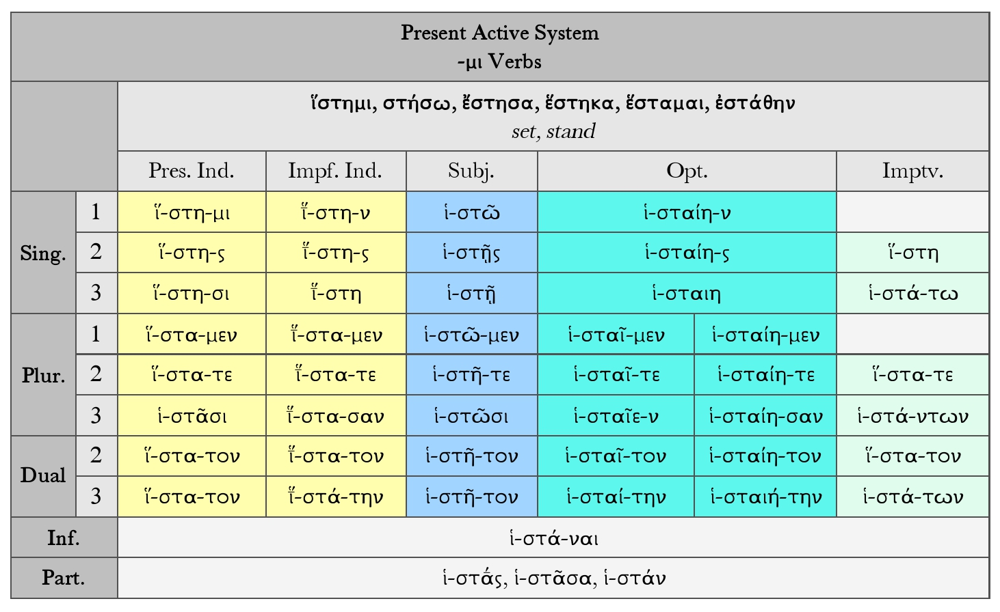 Present Active System
-μι Verbs
ἵστημι, στήσω, ἔστησα, ἕστηκα, ἕσταμαι, ἐστάθην
set, stand
Pres. Ind. Impf. Ind. Subj. Opt. Imptv.
Sing.
1 ἵ-στη-μι ῑ̔́-στη-ν ἱ-στῶ ἱ-σταίη-ν
2 ἵ-στη-ς ῑ̔́-στη-ς ἱ-στῇς ἱ-σταίη-ς ἵ-στη
3 ἵ-στη-σι ῑ̔́-στη ἱ-στῇ ἱ-σταιη ἱ-στά-τω
Plur.
1 ἵ-στα-μεν ῑ̔́-στα-μεν ἱ-στῶ-μεν ἱ-σταῖ-μεν ἱ-σταίη-μεν
2 ἵ-στα-τε ῑ̔́-στα-τε ἱ-στῆ-τε ἱ-σταῖ-τε ἱ-σταίη-τε ἵ-στα-τε
3 ἱ-στᾶσι ῑ̔́-στα-σαν ἱ-στῶσι ἱ-σταῖε-ν ἱ-σταίη-σαν ἱ-στά-ντων
Dual
2 ἵ-στα-τον ῑ̔́-στα-τον ἱ-στῆ-τον ἱ-σταῖ-τον ἱ-σταίη-τον ἵ-στα-τον
3 ἵ-στα-τον ῑ̔́-στά-την ἱ-στῆ-τον ἱ-σταί-την ἱ-σταιή-την ἱ-στά-των
Inf. ἱ-στά-ναι
Part. ἱ-στᾱ́ς, ἱ-στᾶσα, ἱ-στάν